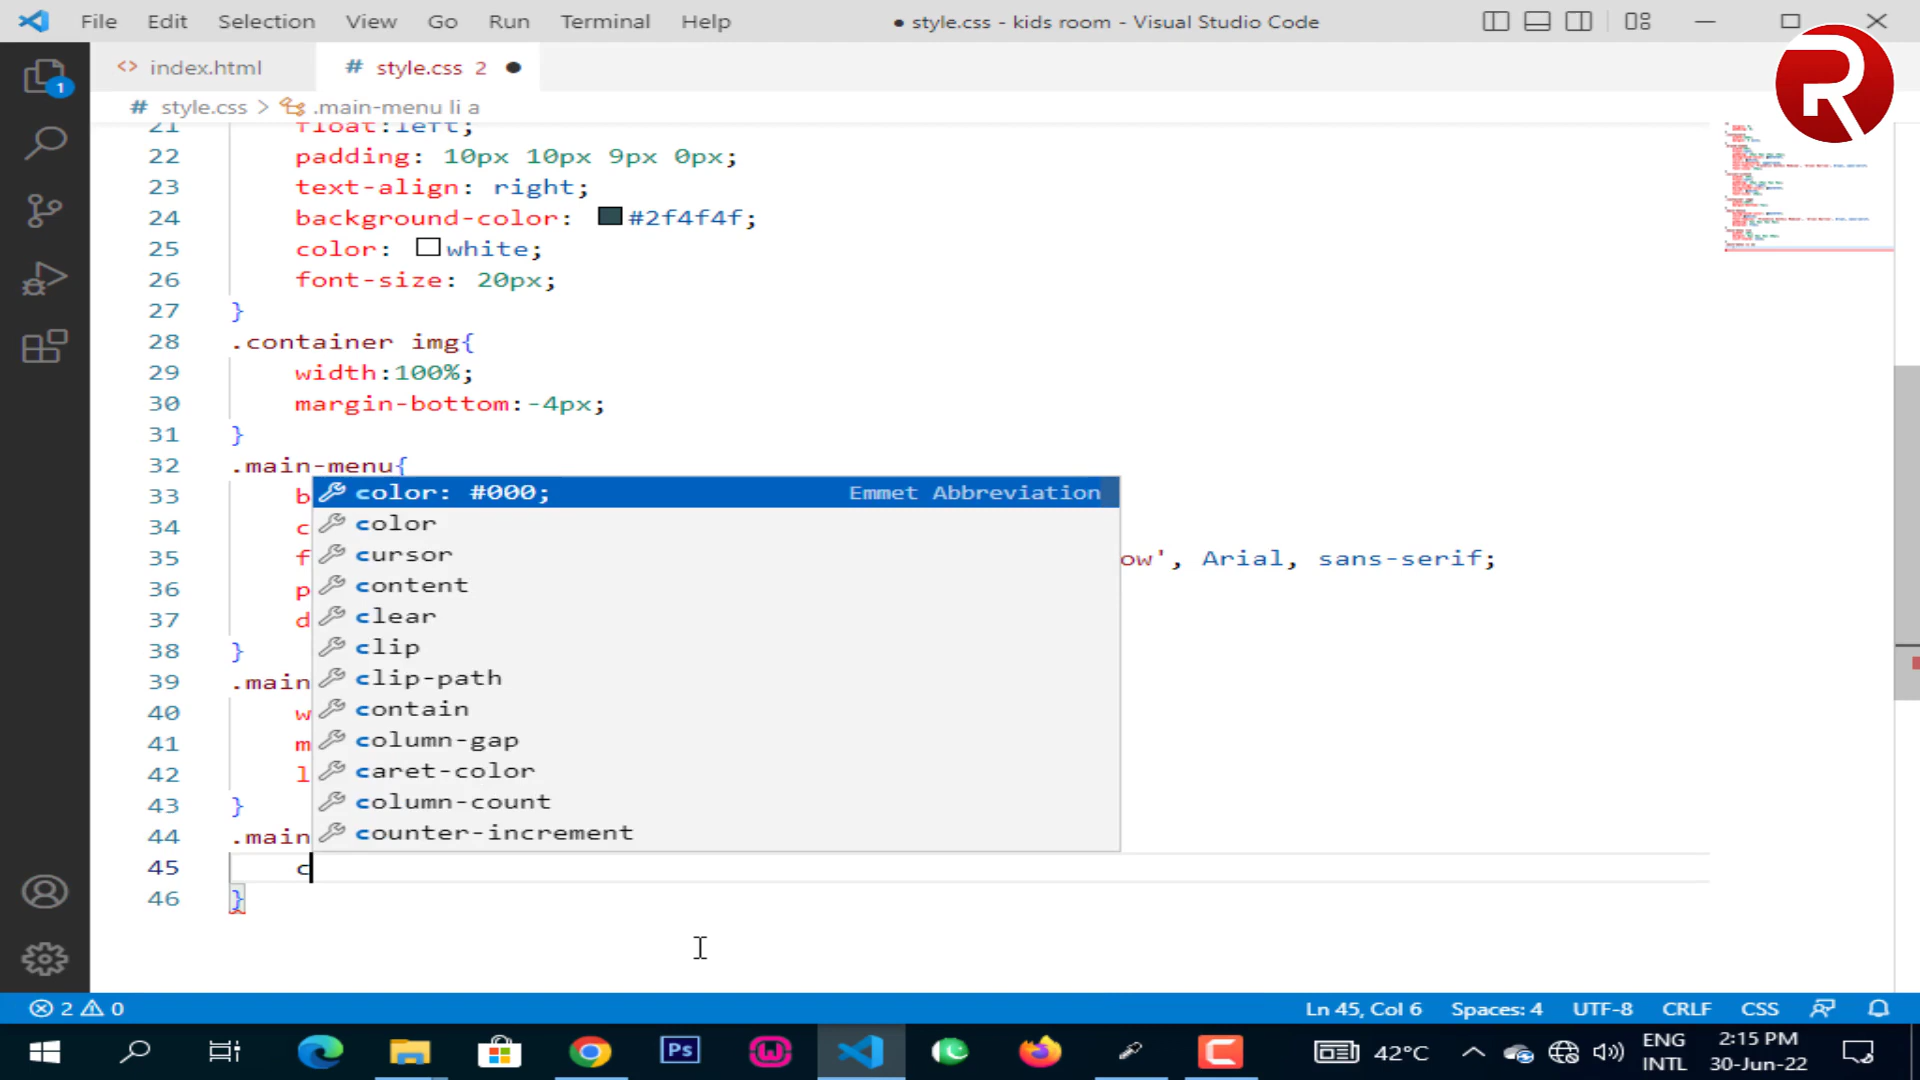 File Edit Selection View Go Run Terminal Help ● style.css - kids room - Visual Studio Code
R
1
<> index.html # style.css 2 ●
# style.css > .main-menu li a
21 float:left;
22 padding: 10px 10px 9px 0px;
23 text-align: right;
24 background-color: #2f4f4f;
25 color: white;
26 font-size: 20px;
27 }
28 .container img{
29 width:100%;
30 margin-bottom:-4px;
31 }
32 .main-menu{
33 b
color: #000; Emmet Abbreviation
34 c
color
cursor
35 f ow', Arial, sans-serif;
36 p
content
37 d
clear
38 }
clip
39 .main
clip-path
40 w
contain
41 m
column-gap
42 l
caret-color
43 }
column-count
44 .main
counter-increment
45 c
46 }
2 0 Ln 45, Col 6 Spaces: 4 UTF-8 CRLF CSS
Ps 42°C ENG INTL 2:15 PM 30-Jun-22